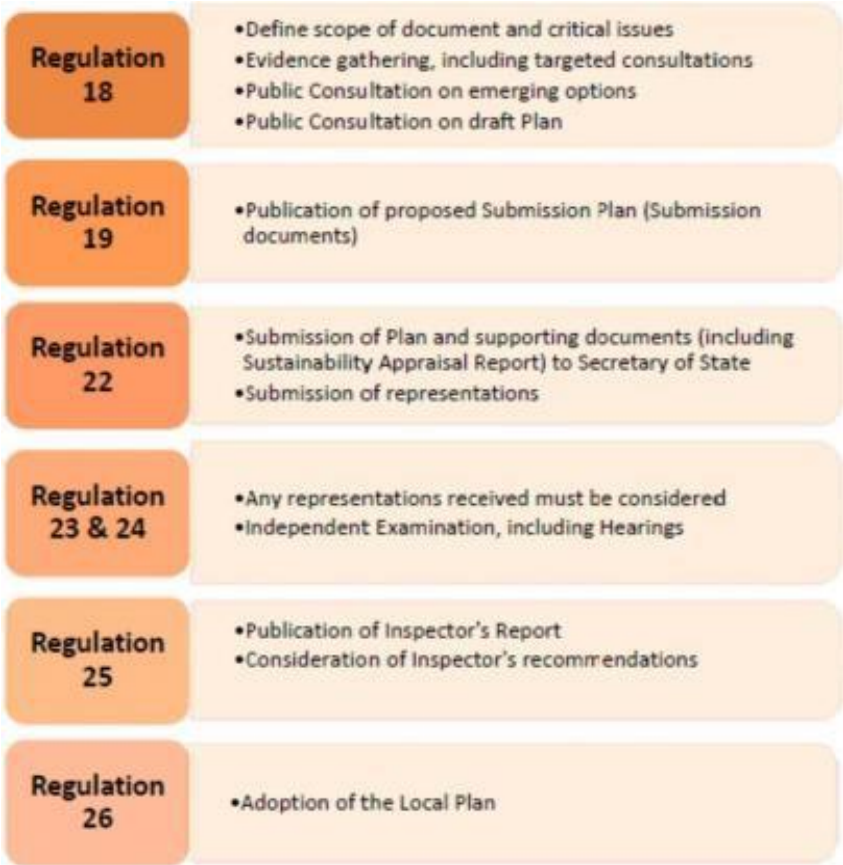 Regulation
18
•Define scope of document and critical issues
•Evidence gathering, including targeted consultations
•Public Consultation on emerging options
•Public Consultation on draft Plan
Regulation
19
•Publication of proposed Submission Plan (Submission
documents)
Regulation
22
•Submission of Plan and supporting documents (including
Sustainability Appraisal Report) to Secretary of State
•Submission of representations
Regulation
23 & 24
•Any representations received must be considered
•Independent Examination, including Hearings
Regulation
25
•Publication of Inspector's Report
•Consideration of Inspector's recommendations
Regulation
26
•Adoption of the Local Plan